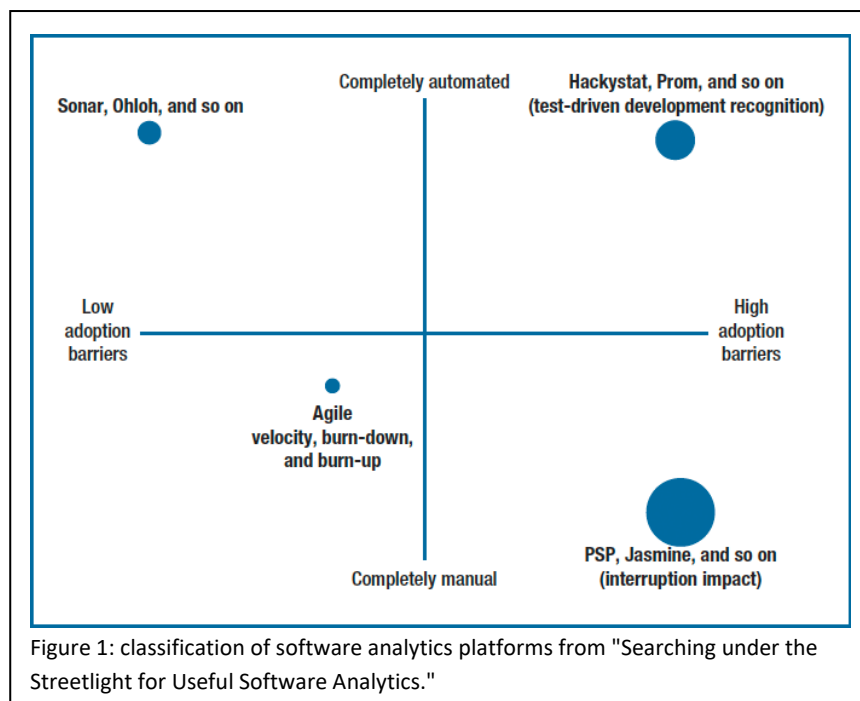 Completely automated
Sonar, Ohloh, and so on
Hackystat, Prom, and so on
(test-driven development recognition)
Low
adoption
barriers
High
adoption
barriers
Agile
velocity, burn-down,
and burn-up
PSP, Jasmine, and so on
(interruption impact)
Completely manual
Figure 1: classification of software analytics platforms from "Searching under the
Streetlight for Useful Software Analytics."